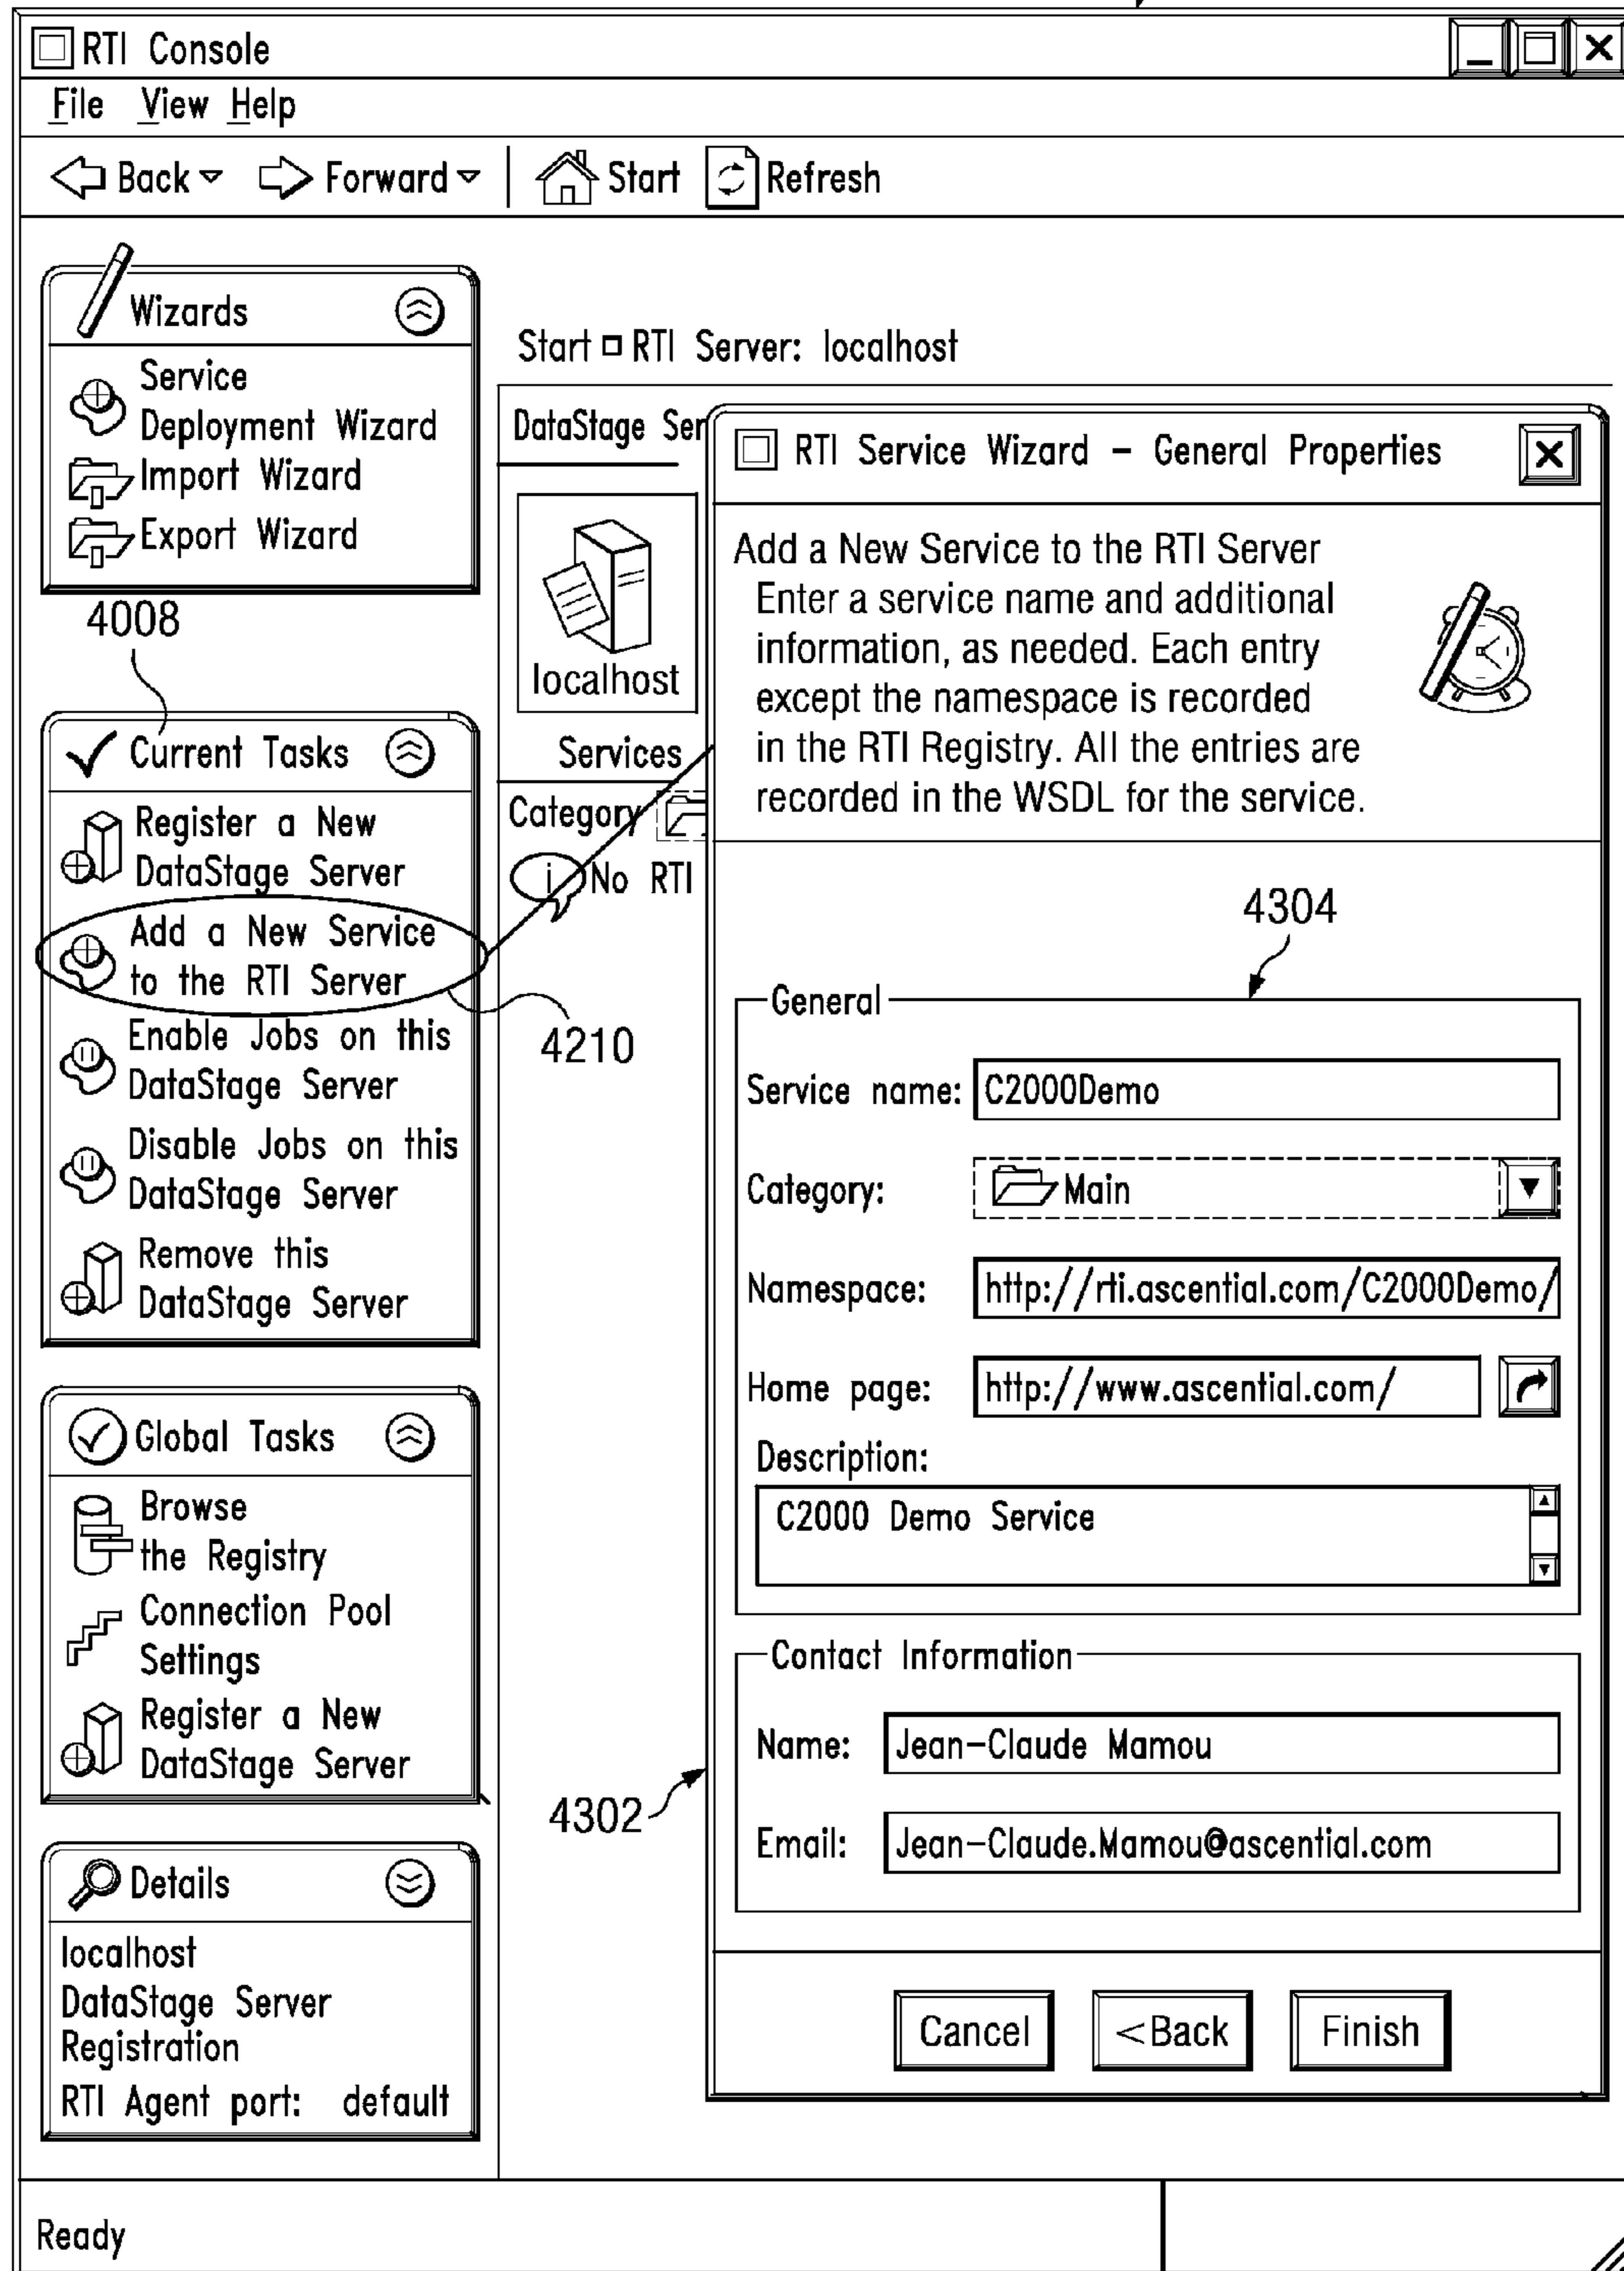 RTI Console
File View Help
Back Forward Start Refresh
Wizards
Service
Deployment Wizard
Import Wizard
Export Wizard
4008
Current Tasks
Register a New
DataStage Server
Add a New Service
to the RTI Server
4210
Enable Jobs on this
DataStage Server
Disable Jobs on this
DataStage Server
Remove this
DataStage Server
Global Tasks
Browse
the Registry
Connection Pool
Settings
Register a New
DataStage Server
Details
localhost
DataStage Server
Registration
RTI Agent port: default
Start RTI Server: localhost
DataStage Ser
localhost
Services
Category
i No RTI
RTI Service Wizard – General Properties
Add a New Service to the RTI Server
Enter a service name and additional
information, as needed. Each entry
except the namespace is recorded
in the RTI Registry. All the entries are
recorded in the WSDL for the service.
4304
General
Service name: C2000Demo
Category: Main
Namespace: http://rti.ascential.com/C2000Demo/
Home page: http://www.ascential.com/
Description:
C2000 Demo Service
Contact Information
Name: Jean-Claude Mamou
4302
Email: Jean-Claude.Mamou@ascential.com
Cancel <Back Finish
Ready